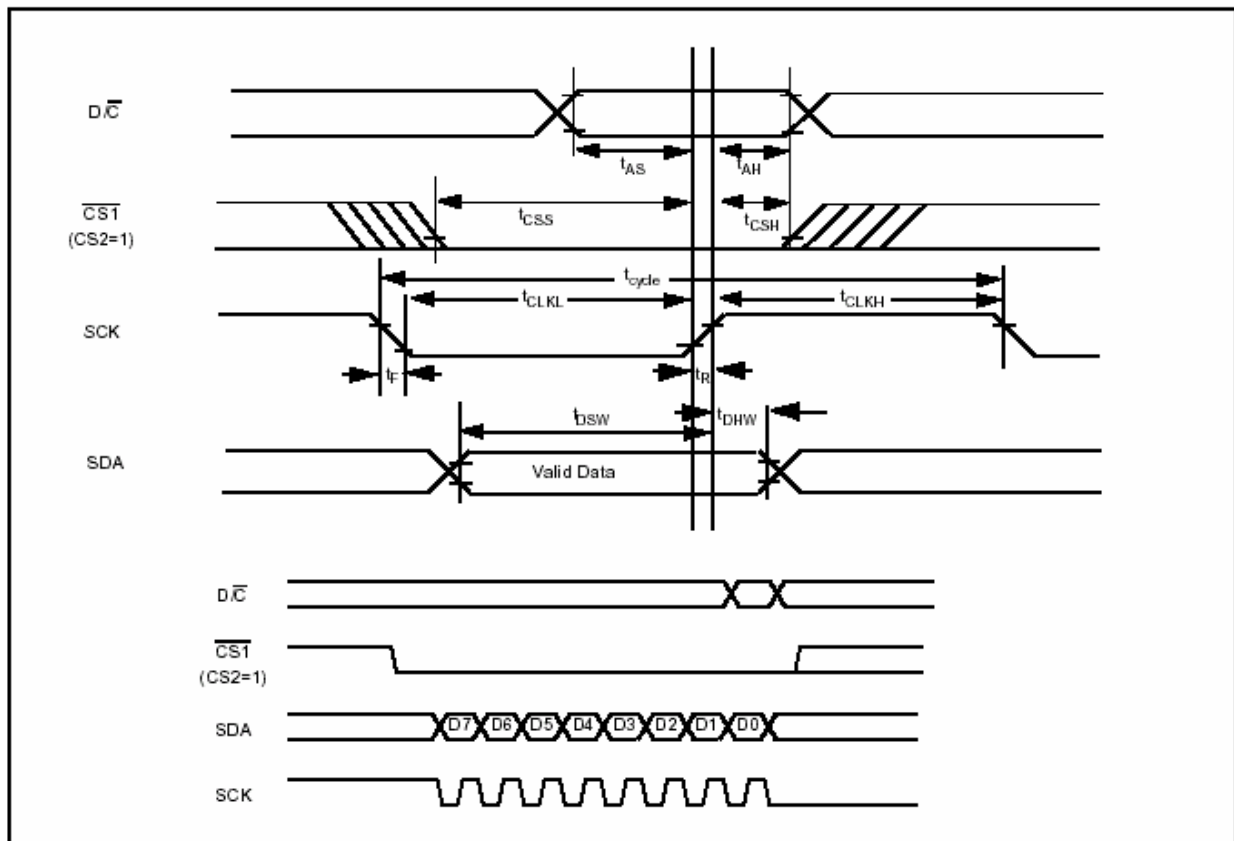 D/C
tAS
tAH
CS1
(CS2=1)
tCSS
tCSH
tcycle
tCLKL
tCLKH
SCK
tF
tR
tDSW
tDHW
SDA
Valid Data
D/C
CS1
(CS2=1)
SDA
D7 D6 D5 D4 D3 D2 D1 D0
SCK